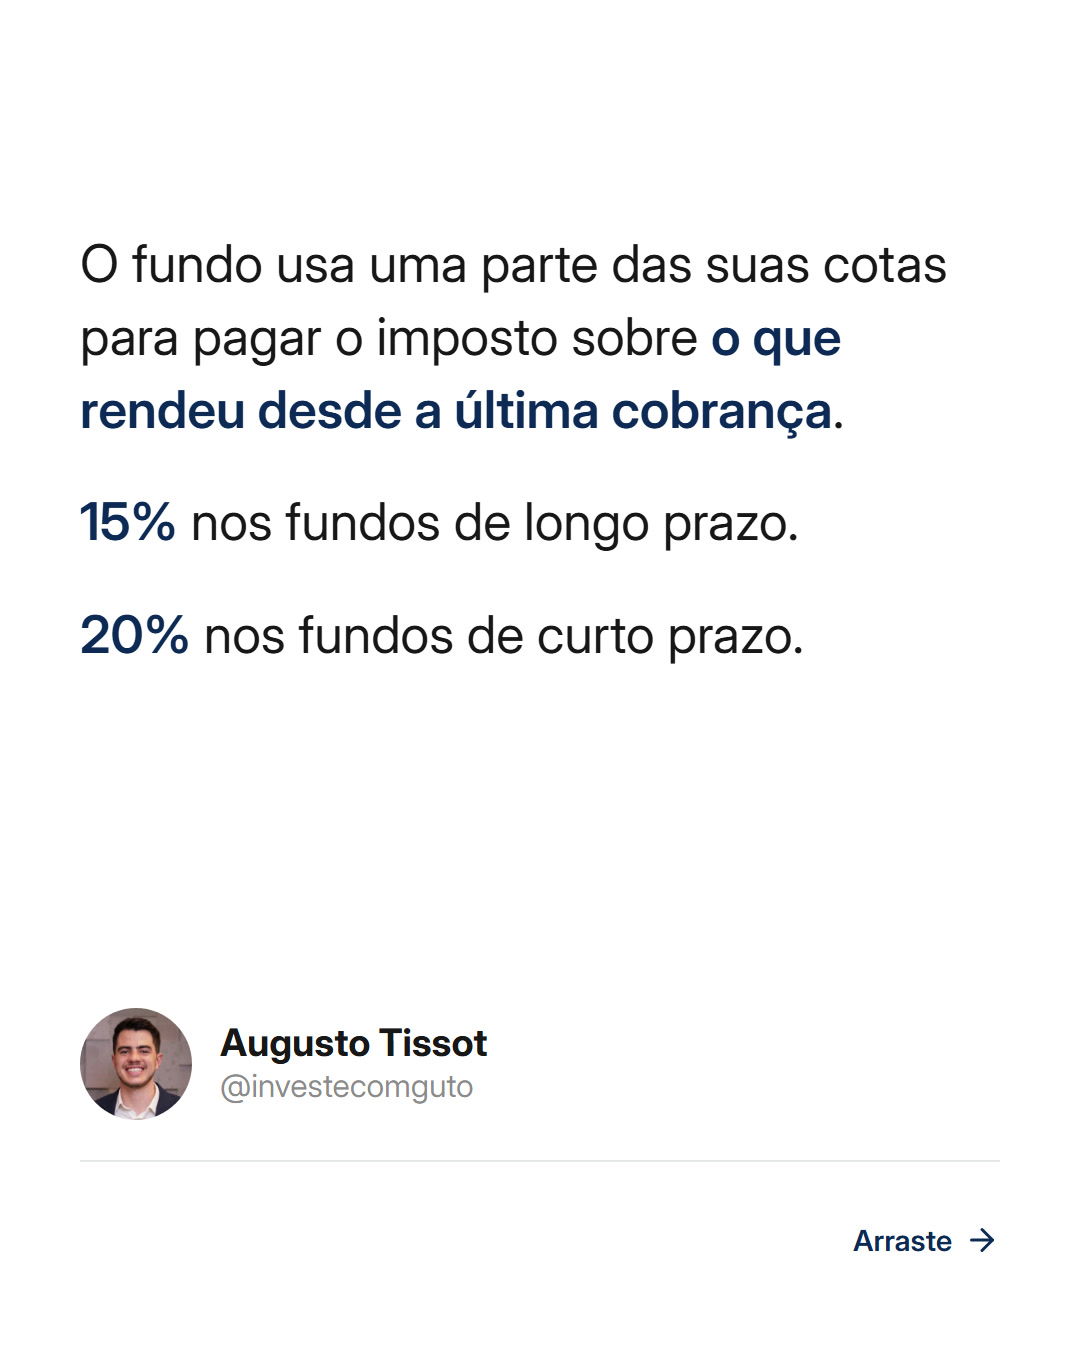 O fundo usa uma parte das suas cotas
para pagar o imposto sobre o que
rendeu desde a última cobrança.
15% nos fundos de longo prazo.
20% nos fundos de curto prazo.
Augusto Tissot
@investecomguto
Arraste →